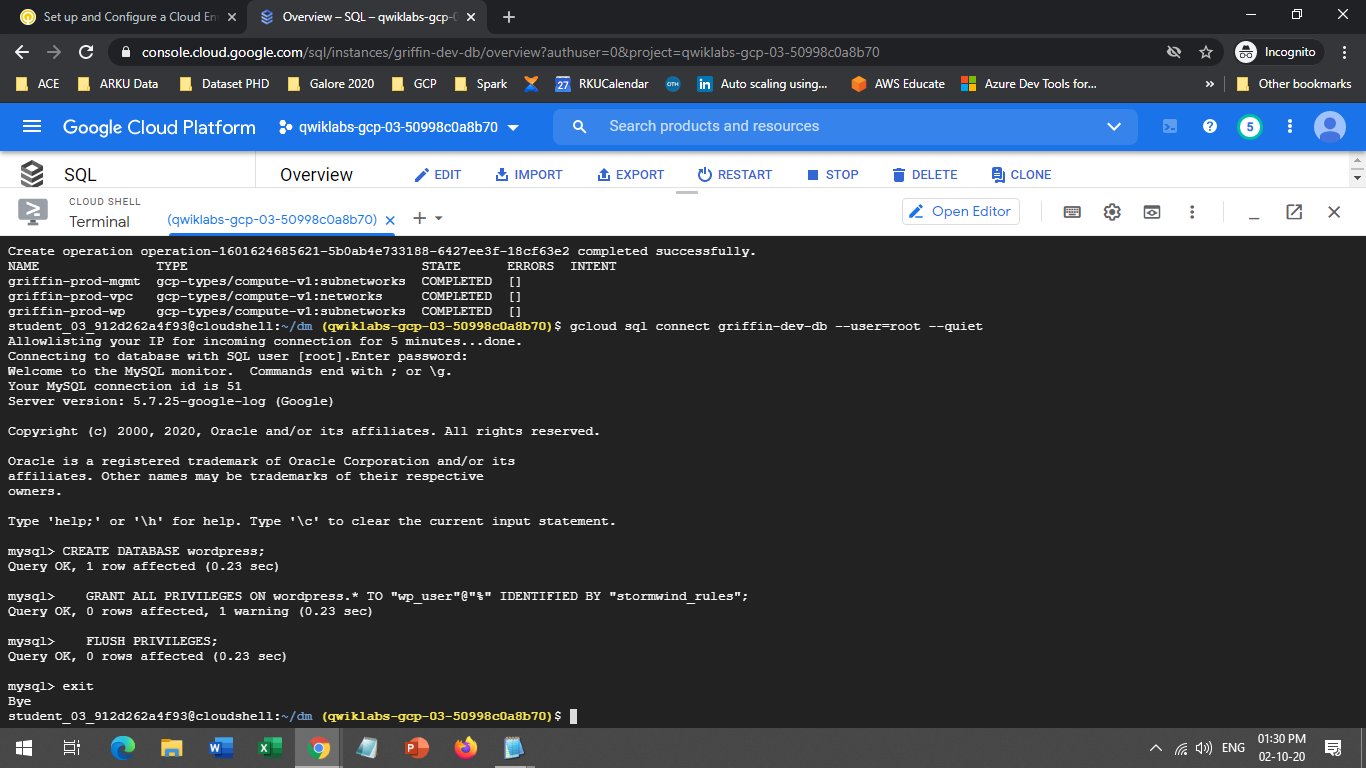 Set up and Configure a Cloud En
Overview – SQL – qwiklabs-gcp-0
console.cloud.google.com/sql/instances/griffin-dev-db/overview?authuser=0&project=qwiklabs-gcp-03-50998c0a8b70
Incognito
ACE
ARKU Data
Dataset PHD
Galore 2020
GCP
Spark
27
RKUCalendar
OTH
in
Auto scaling using...
AWS Educate
Azure Dev Tools for...
»
Other bookmarks
Google Cloud Platform
qwiklabs-gcp-03-50998c0a8b70
Search products and resources
5
SQL
Overview
EDIT
IMPORT
EXPORT
RESTART
STOP
DELETE
CLONE
CLOUD SHELL
Terminal
(qwiklabs-gcp-03-50998c0a8b70)
Open Editor
Create operation operation-1601624685621-5b0ab4e733188-6427ee3f-18cf63e2 completed successfully.
NAME TYPE STATE ERRORS INTENT
griffin-prod-mgmt gcp-types/compute-v1:subnetworks COMPLETED []
griffin-prod-vpc gcp-types/compute-v1:networks COMPLETED []
griffin-prod-wp gcp-types/compute-v1:subnetworks COMPLETED []
student_03_912d262a4f93@cloudshell:~/dm (qwiklabs-gcp-03-50998c0a8b70)$ gcloud sql connect griffin-dev-db --user=root --quiet
Allowlisting your IP for incoming connection for 5 minutes...done.
Connecting to database with SQL user [root].Enter password:
Welcome to the MySQL monitor. Commands end with ; or \g.
Your MySQL connection id is 51
Server version: 5.7.25-google-log (Google)
Copyright (c) 2000, 2020, Oracle and/or its affiliates. All rights reserved.
Oracle is a registered trademark of Oracle Corporation and/or its
affiliates. Other names may be trademarks of their respective
owners.
Type 'help;' or '\h' for help. Type '\c' to clear the current input statement.
mysql> CREATE DATABASE wordpress;
Query OK, 1 row affected (0.23 sec)
mysql> GRANT ALL PRIVILEGES ON wordpress.* TO "wp_user"@"%" IDENTIFIED BY "stormwind_rules";
Query OK, 0 rows affected, 1 warning (0.23 sec)
mysql> FLUSH PRIVILEGES;
Query OK, 0 rows affected (0.23 sec)
mysql> exit
Bye
student_03_912d262a4f93@cloudshell:~/dm (qwiklabs-gcp-03-50998c0a8b70)$
ENG
01:30 PM
02-10-20